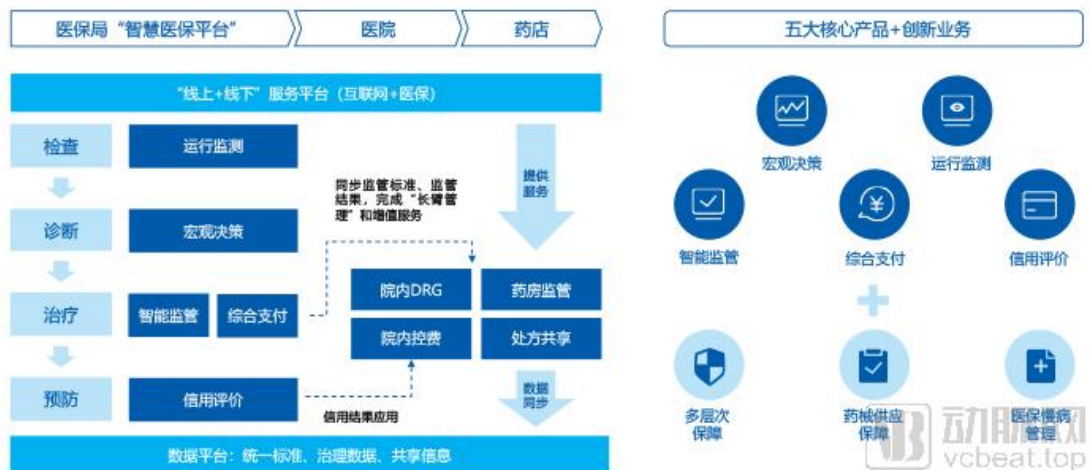 医保局“智慧医保平台”
医院
药店
“线上+线下”服务平台（互联网+医保）
检查
运行监测
诊断
宏观决策
治疗
智能监管
综合支付
预防
信用评价
同步监管标准、监管
结果，完成“长臂管
理”和增值服务
提供
服务
院内DRG
药房监管
院内控费
处方共享
信用结果应用
数据
同步
数据平台：统一标准、治理数据、共享信息
五大核心产品+创新业务
宏观决策
运行监测
智能监管
综合支付
信用评价
多层次
保障
药械供应
保障
医保慢病
管理
动脉网
vcbeat.top